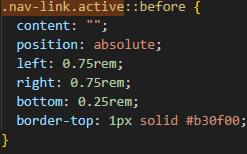 .nav-link.active::before {
content: "";
position: absolute;
left: 0.75rem;
right: 0.75rem;
bottom: 0.25rem;
border-top: 1px solid #b30f00;
}